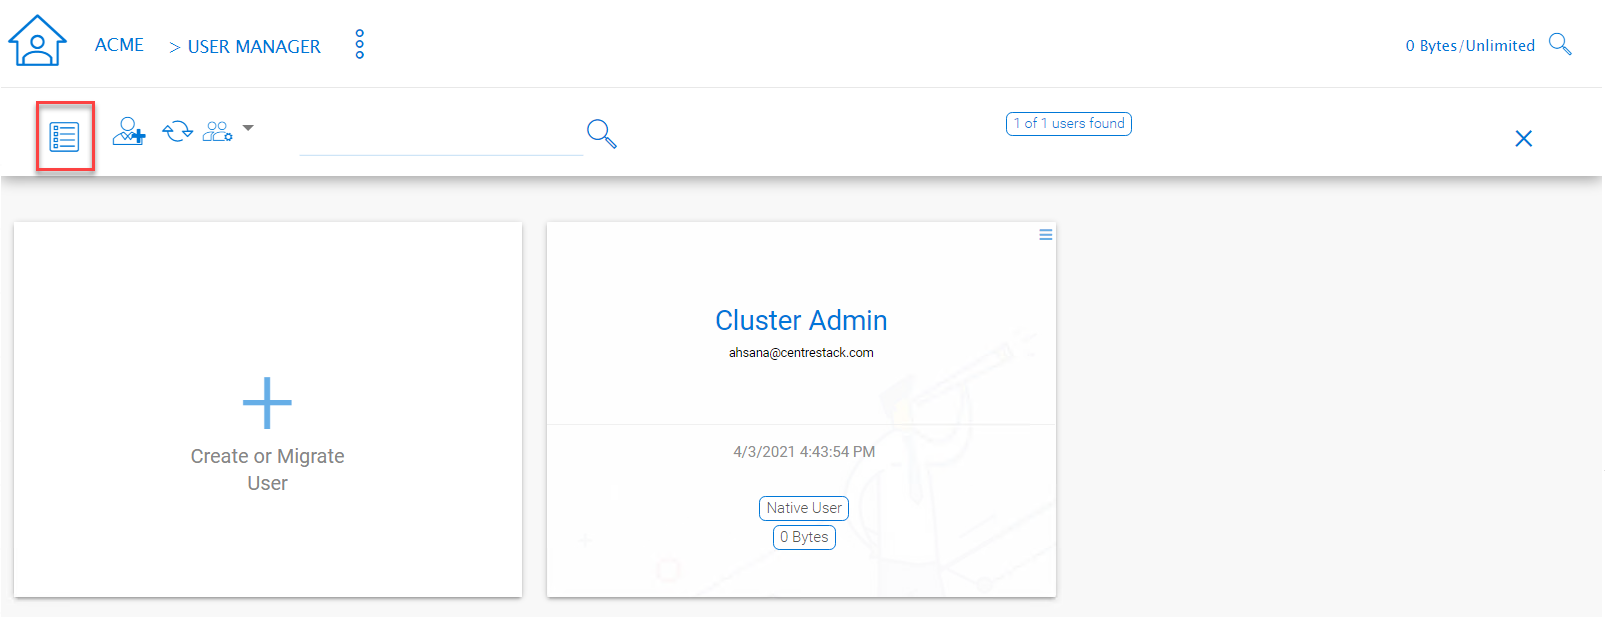 ACME > USER MANAGER
0 Bytes/Unlimited
1 of 1 users found
Create or Migrate
User
Cluster Admin
ahsana@centrestack.com
4/3/2021 4:43:54 PM
Native User
0 Bytes